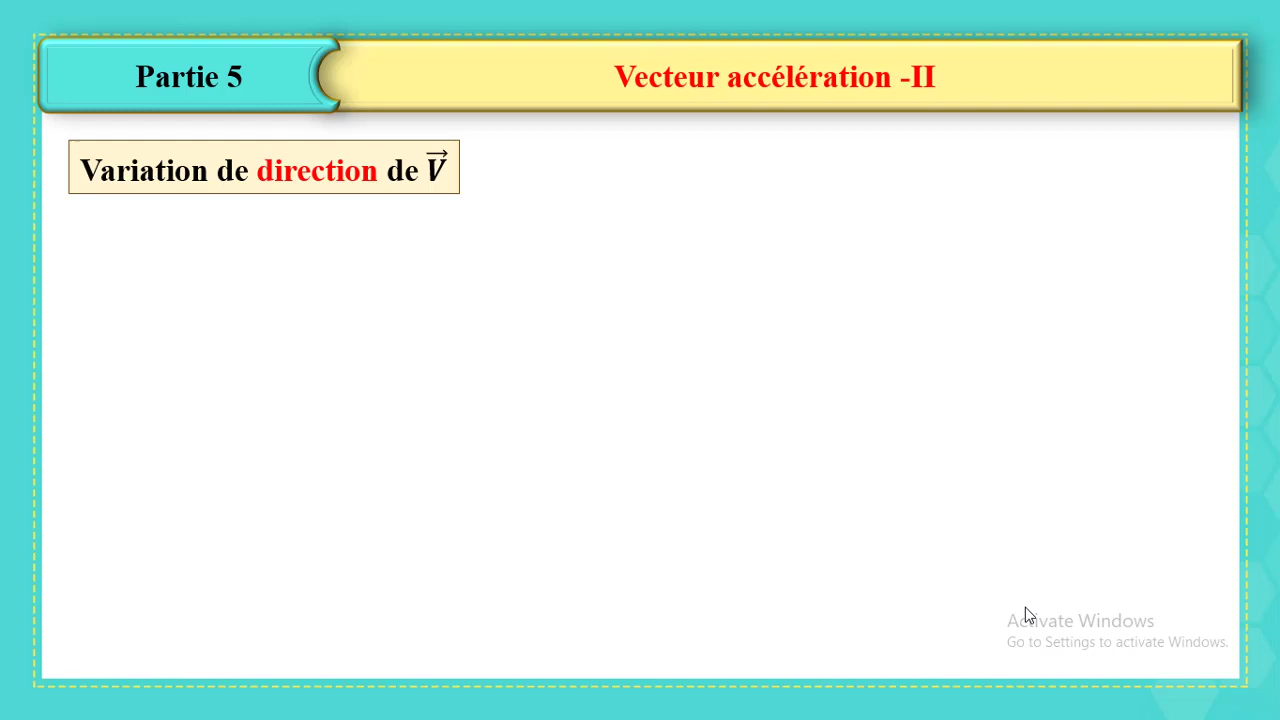 Partie 5
Vecteur accélération -II
Variation de direction de V⃗
Activate Windows
Go to Settings to activate Windows.